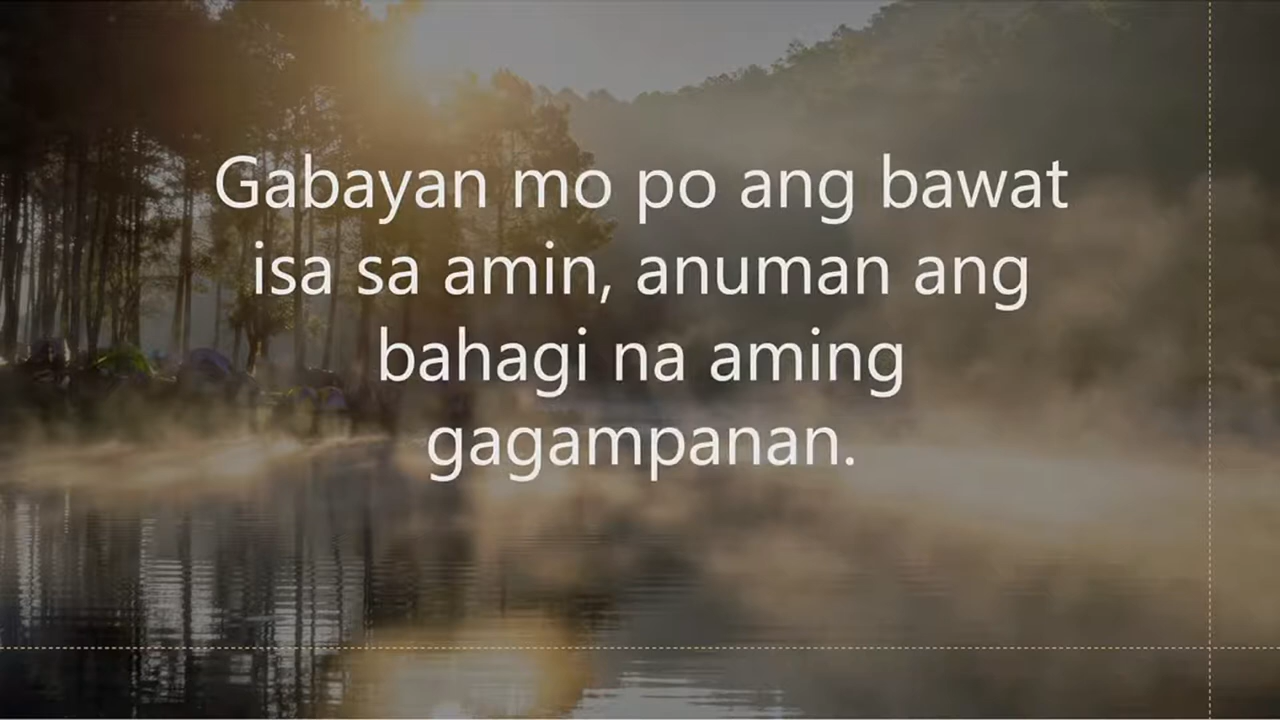 Gabayan mo po ang bawat
isa sa amin, anuman ang
bahagi na aming
gagampanan.